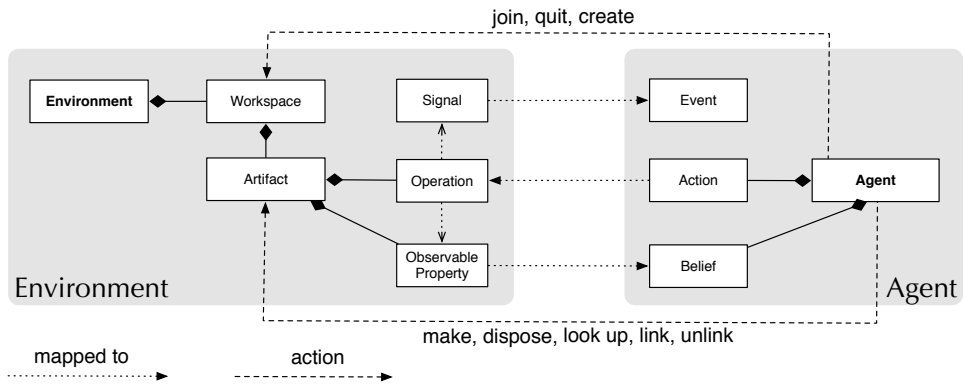 join, quit, create
Environment
Workspace
Signal
Event
Artifact
Operation
Action
Agent
Observable
Property
Belief
Environment
Agent
make, dispose, look up, link, unlink
mapped to
action